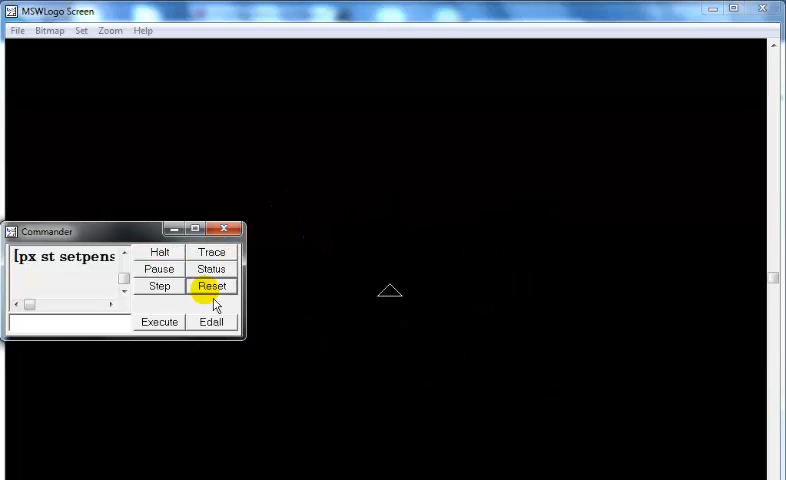 MSWLogo Screen
File Bitmap Set Zoom Help
Commander
[px st setpens
Halt Trace
Pause Status
Step Reset
Execute Edall